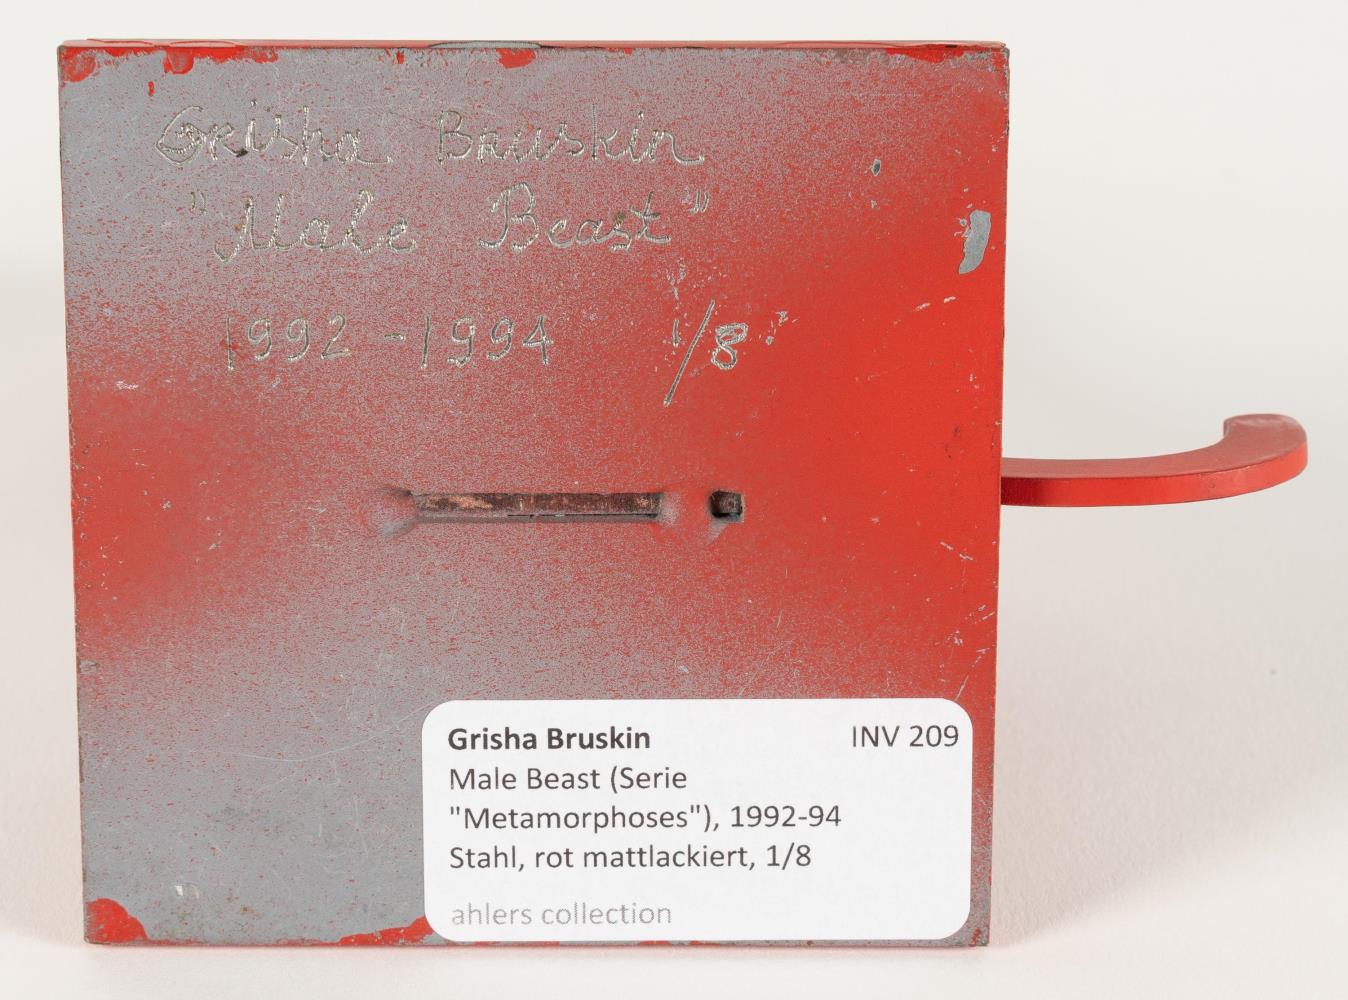 Grisha Bruskin
"Male Beast"
1992-1994 1/8
Grisha Bruskin INV 209
Male Beast (Serie
"Metamorphoses"), 1992-94
Stahl, rot mattlackiert, 1/8
ahlers collection